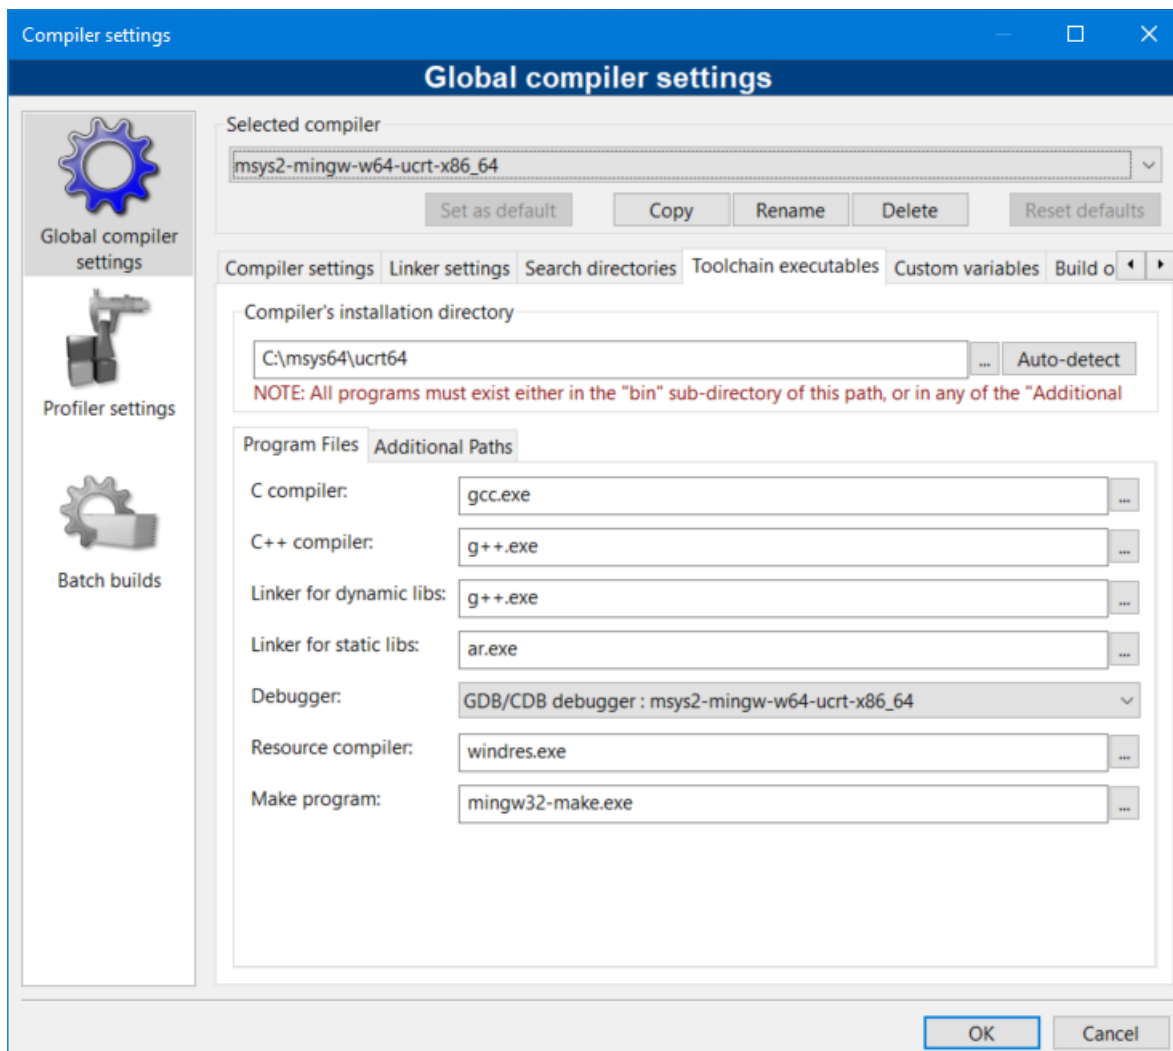 Compiler settings
Global compiler settings
Global compiler
settings
Profiler settings
Batch builds
Selected compiler
msys2-mingw-w64-ucrt-x86_64
Set as default Copy Rename Delete Reset defaults
Compiler settings Linker settings Search directories Toolchain executables Custom variables Build o
Compiler's installation directory
C:\msys64\ucrt64 ... Auto-detect
NOTE: All programs must exist either in the "bin" sub-directory of this path, or in any of the "Additional
Program Files Additional Paths
C compiler: gcc.exe ...
C++ compiler: g++.exe ...
Linker for dynamic libs: g++.exe ...
Linker for static libs: ar.exe ...
Debugger: GDB/CDB debugger : msys2-mingw-w64-ucrt-x86_64
Resource compiler: windres.exe ...
Make program: mingw32-make.exe ...
OK Cancel